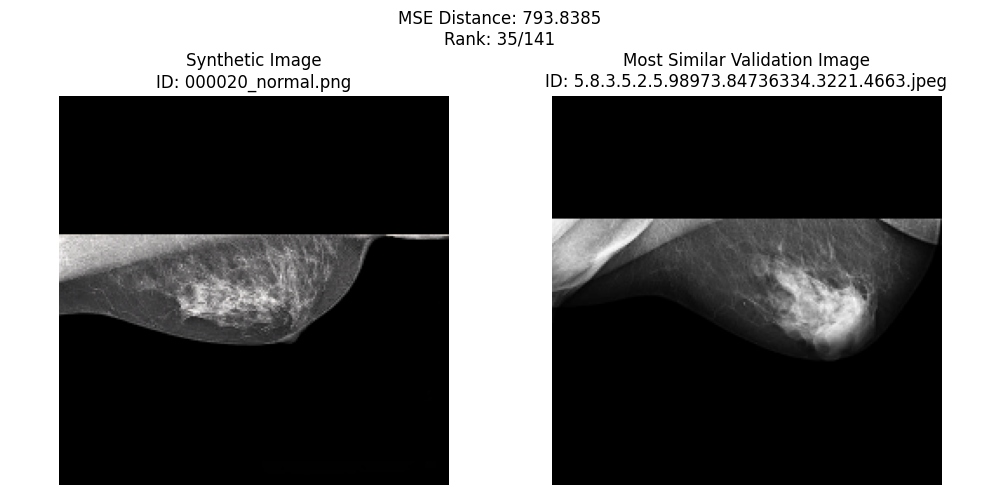 MSE Distance: 793.8385
Rank: 35/141
Synthetic Image
ID: 000020_normal.png
Most Similar Validation Image
ID: 5.8.3.5.2.5.98973.84736334.3221.4663.jpeg